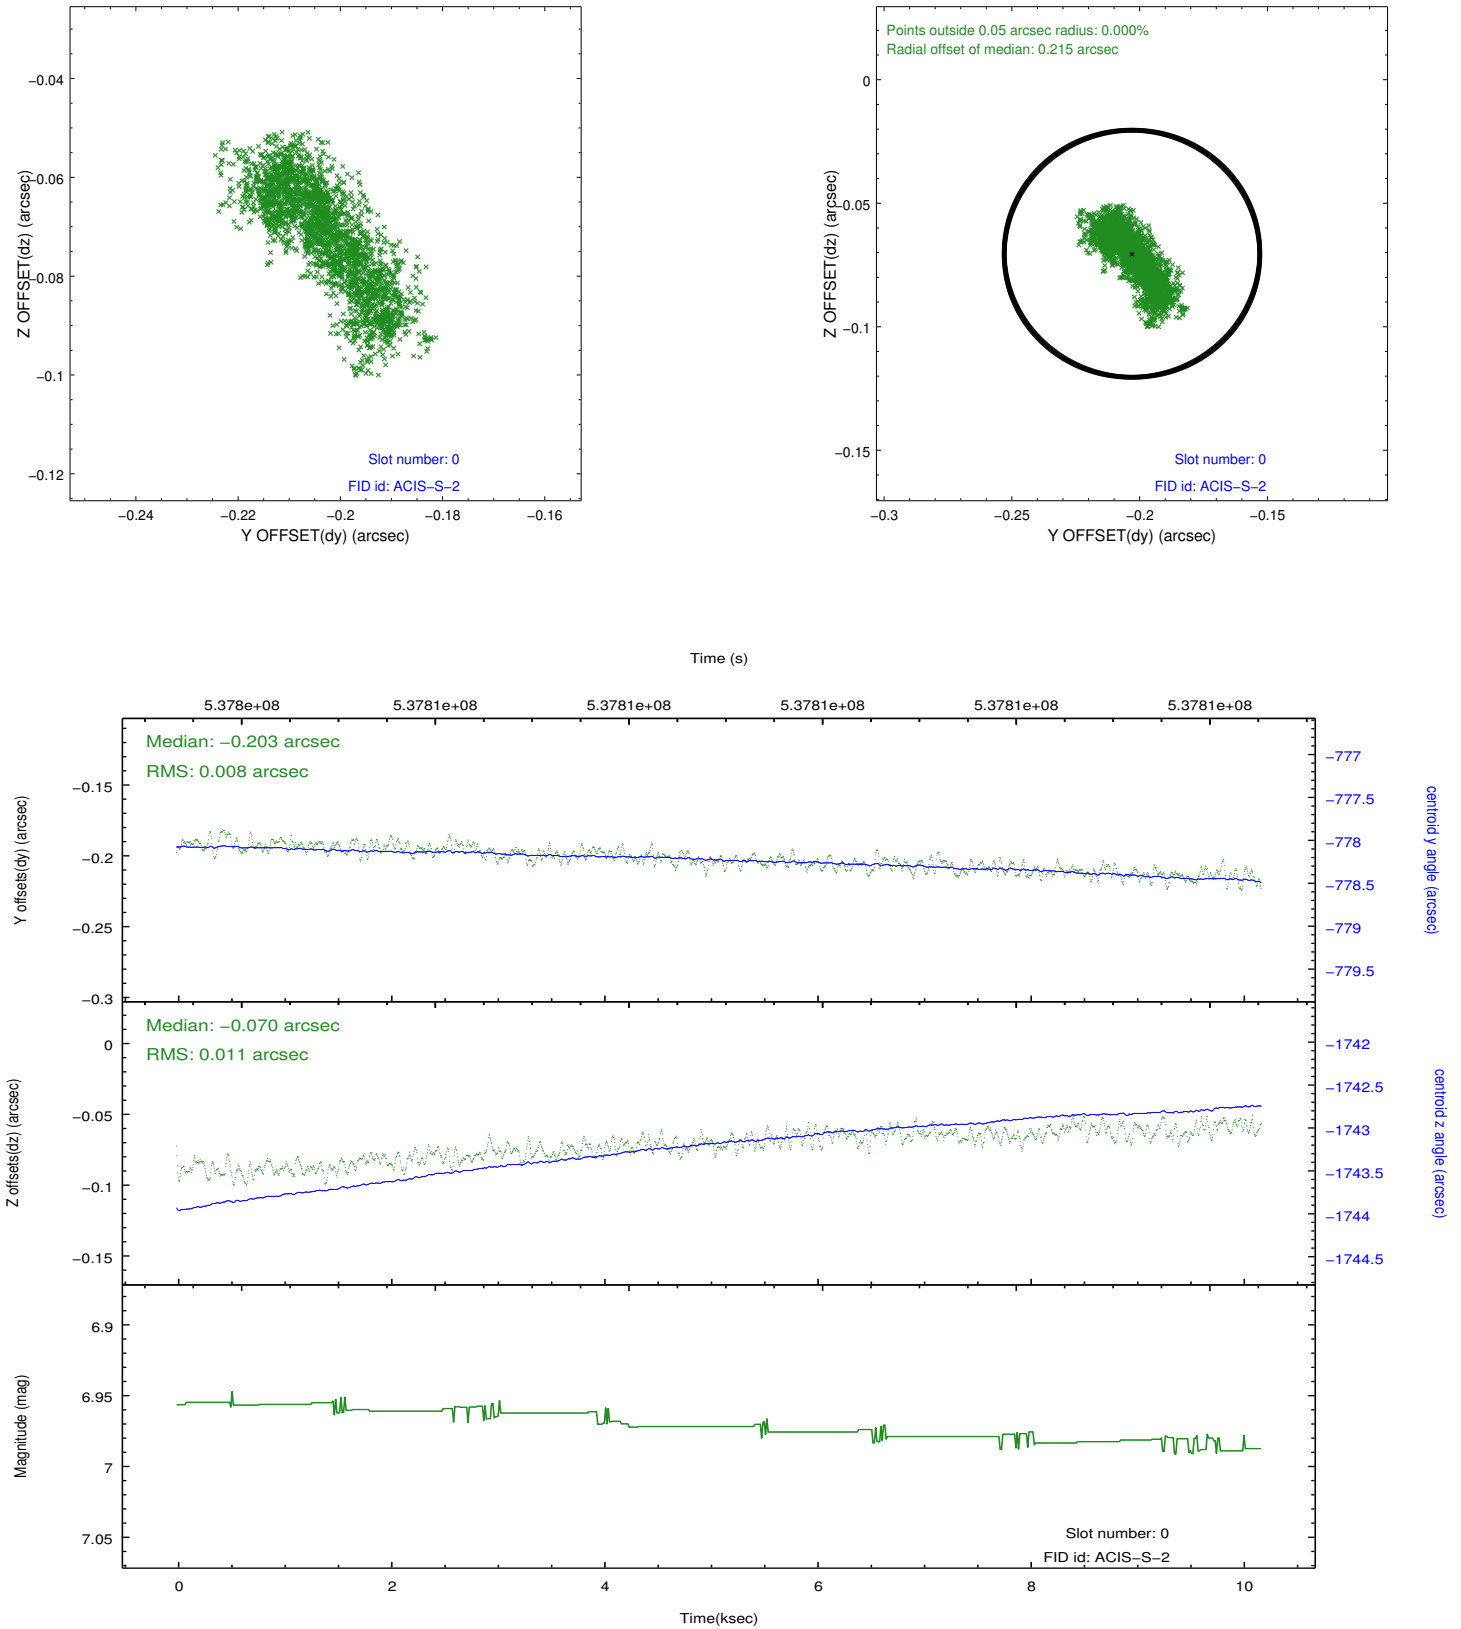 −0.04
−0.06
−0.08
−0.1
−0.12
Z OFFSET(dz) (arcsec)
Slot number: 0
FID id: ACIS−S−2
−0.24 −0.22 −0.2 −0.18 −0.16
Y OFFSET(dy) (arcsec)
Points outside 0.05 arcsec radius: 0.000%
Radial offset of median: 0.215 arcsec
0
−0.05
−0.1
−0.15
Z OFFSET(dz) (arcsec)
Slot number: 0
FID id: ACIS−S−2
−0.3 −0.25 −0.2 −0.15
Y OFFSET(dy) (arcsec)
Time (s)
5.378e+08 5.3781e+08 5.3781e+08 5.3781e+08 5.3781e+08 5.3781e+08
Median: −0.203 arcsec
RMS: 0.008 arcsec
−0.15
−0.2
−0.25
−0.3
Y offsets(dy) (arcsec)
−777
−777.5
−778
−778.5
−779
−779.5
centroid y angle (arcsec)
Median: −0.070 arcsec
RMS: 0.011 arcsec
0
−0.05
−0.1
−0.15
Z offsets(dz) (arcsec)
−1742
−1742.5
−1743
−1743.5
−1744
−1744.5
centroid z angle (arcsec)
6.9
6.95
7
7.05
Magnitude (mag)
Slot number: 0
FID id: ACIS−S−2
0 2 4 6 8 10
Time(ksec)